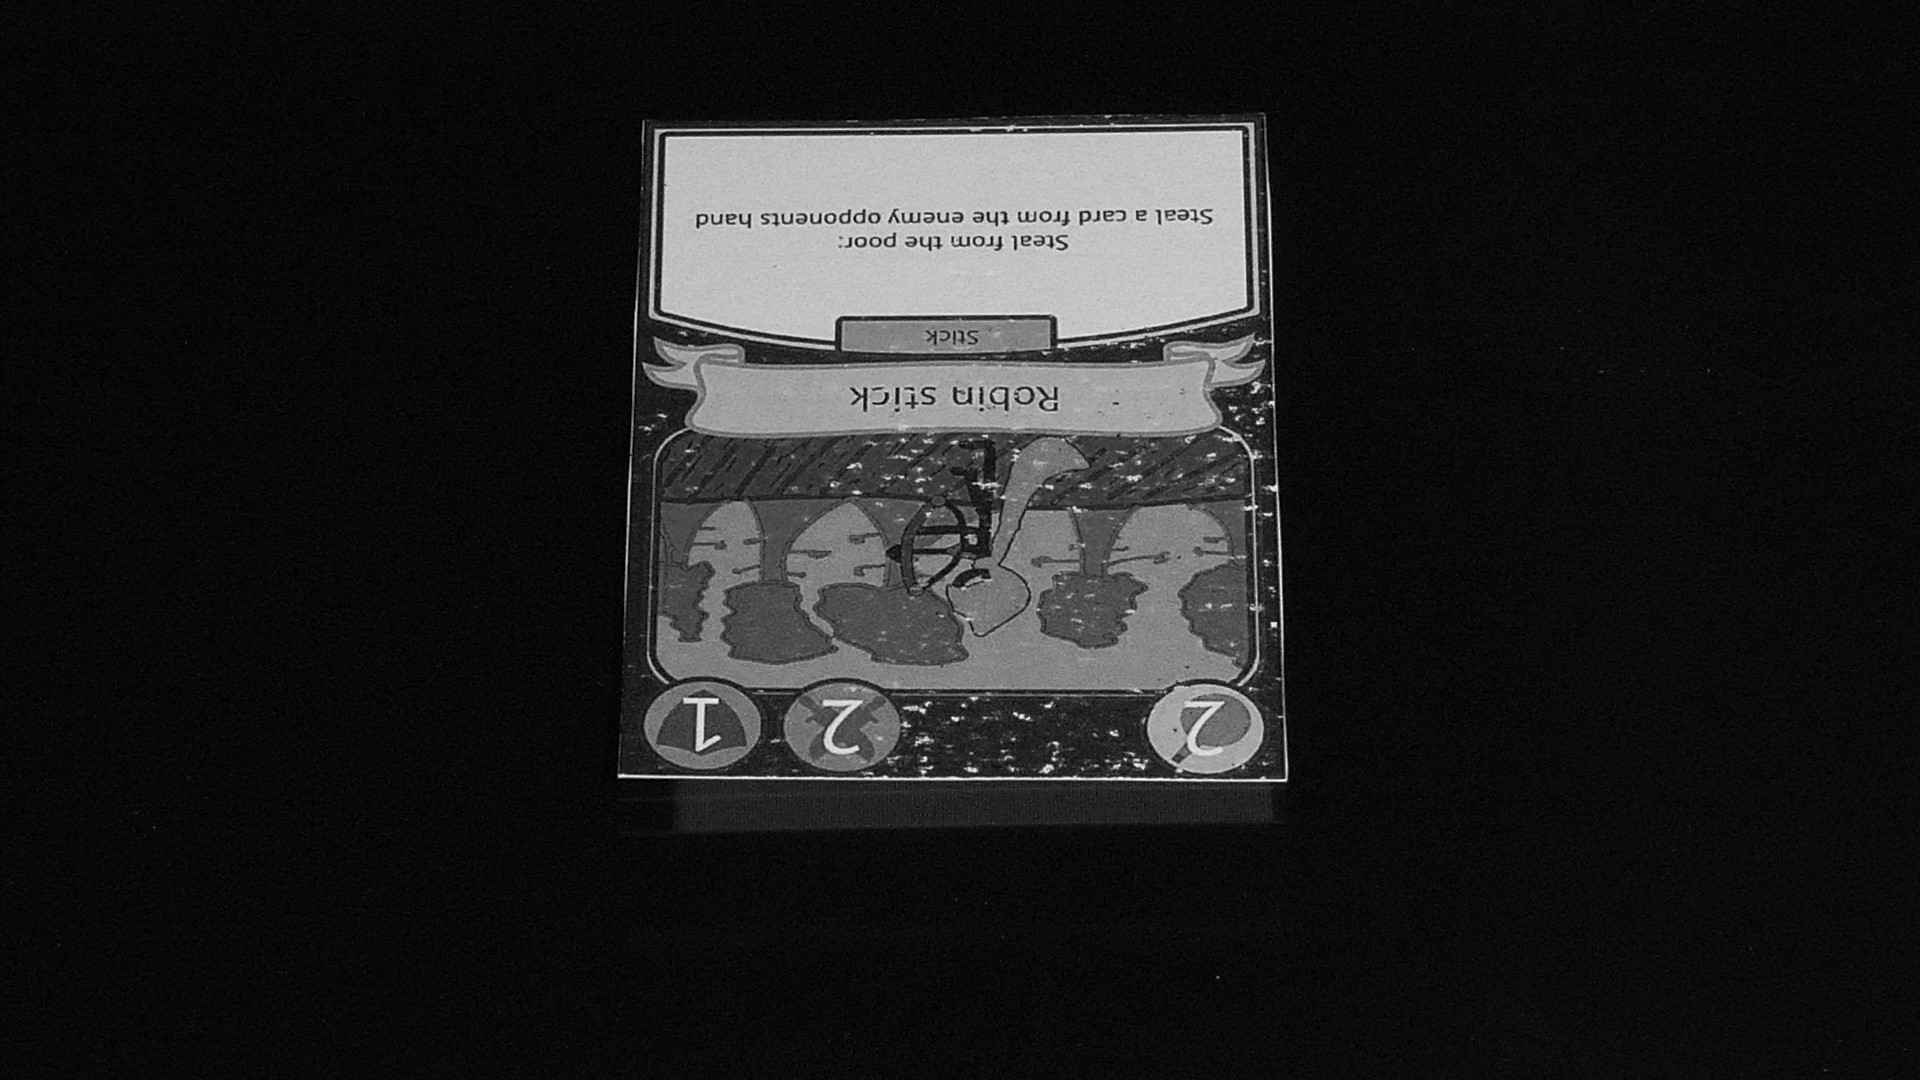 2 2 1
Robin stick
Stick
Steal from the poor:
Steal a card from the enemy opponents hand